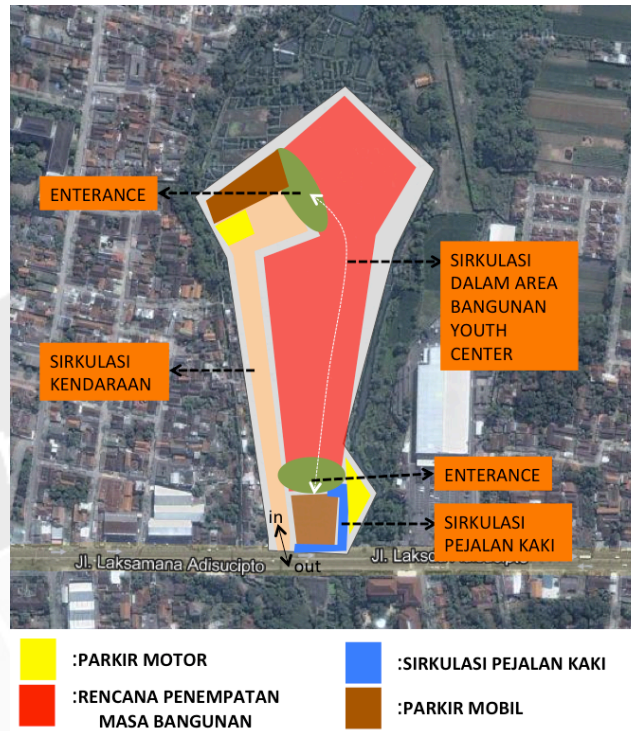 ENTERANCE
SIRKULASI
DALAM AREA
BANGUNAN
YOUTH
CENTER
SIRKULASI
KENDARAAN
ENTERANCE
SIRKULASI
PEJALAN KAKI
in
out
Jl. Laksamana Adisucipto
Jl. Laks
:PARKIR MOTOR
:RENCANA PENEMPATAN
MASA BANGUNAN
:SIRKULASI PEJALAN KAKI
:PARKIR MOBIL